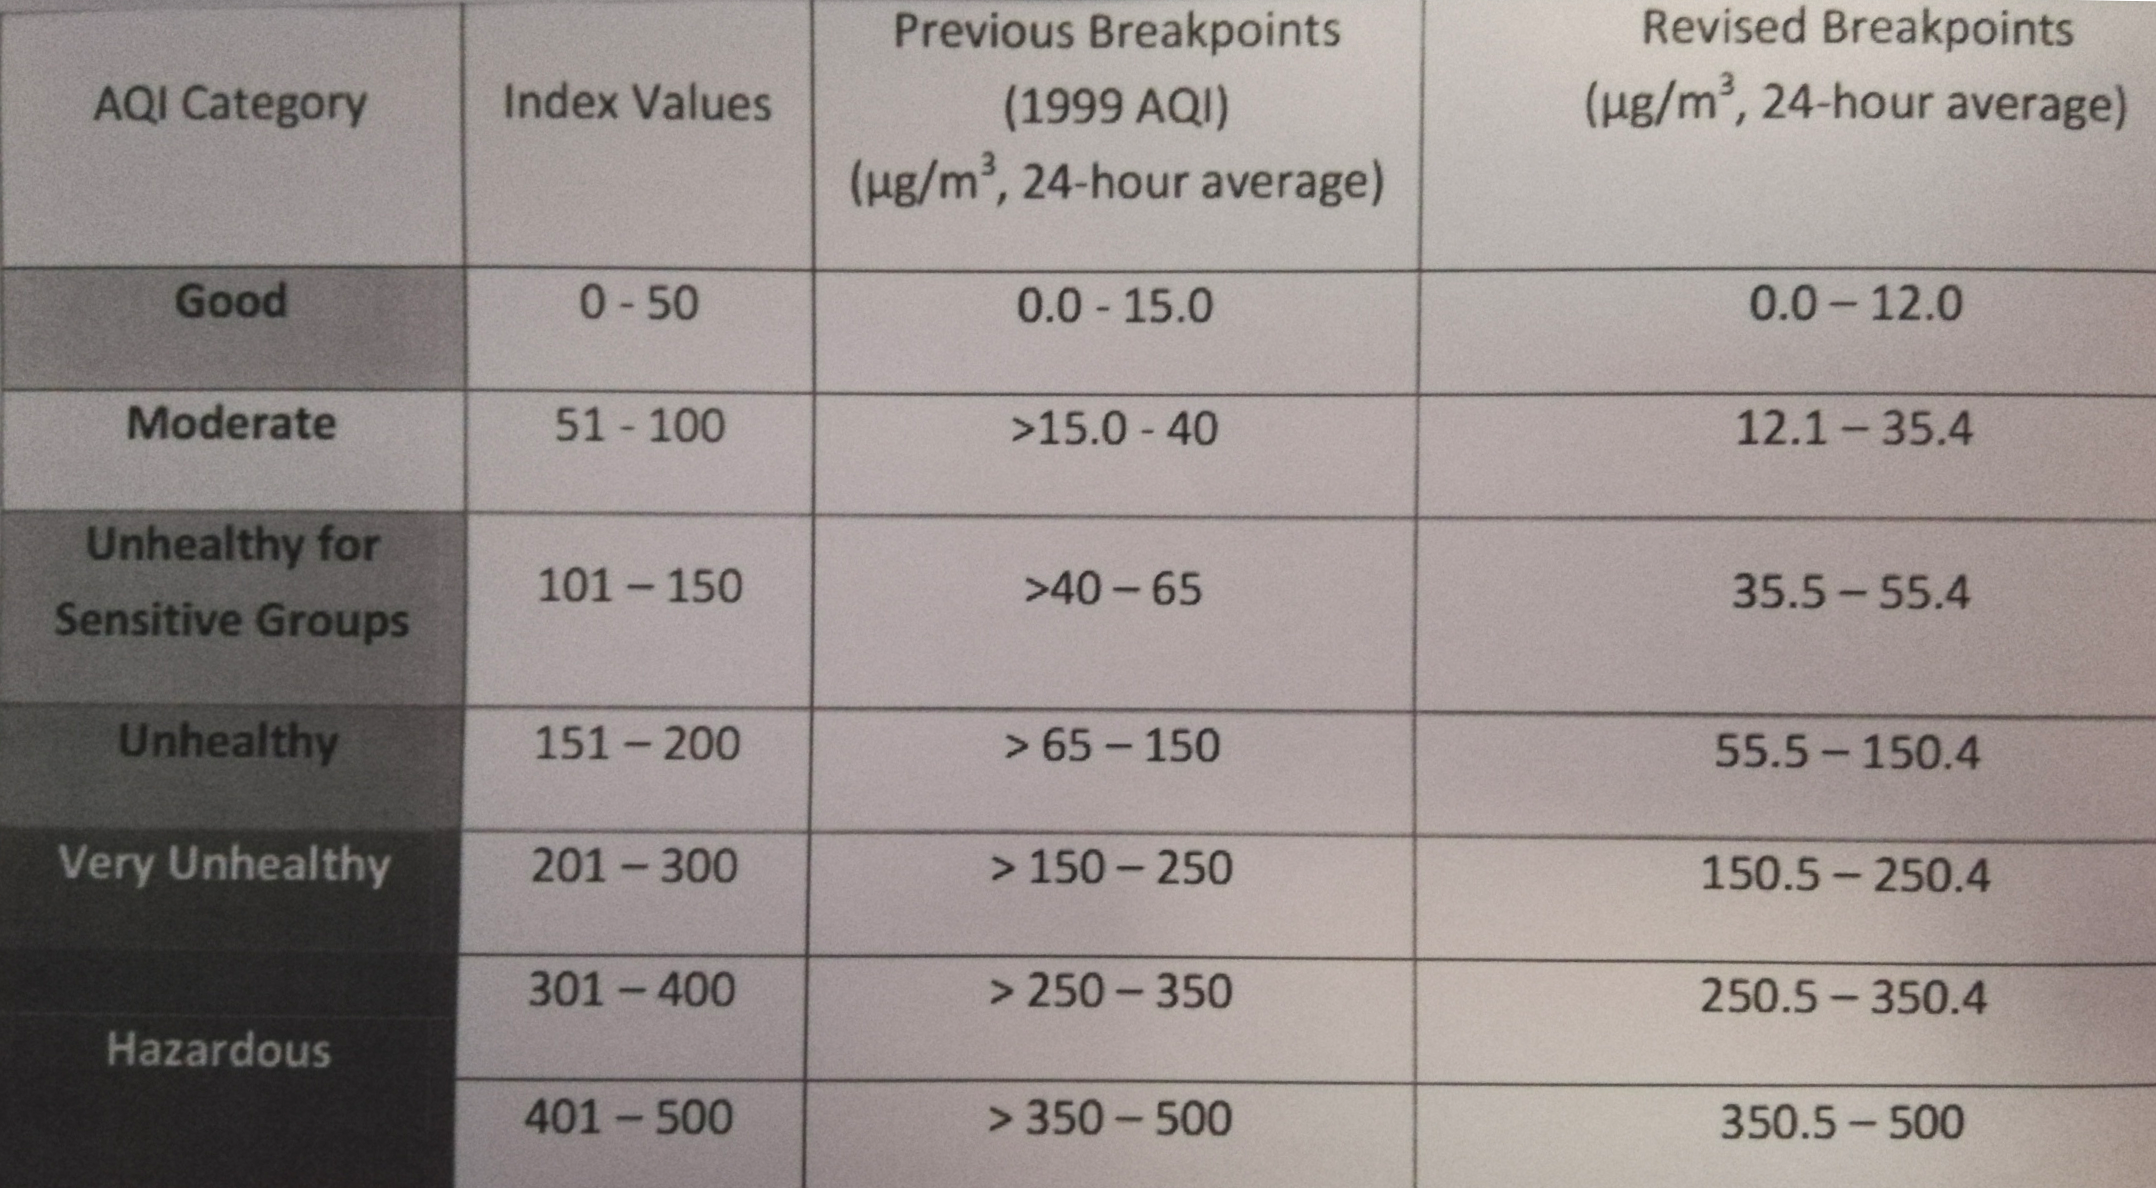 AQI Category
Index Values
Previous Breakpoints
(1999 AQI)
(µg/m³, 24-hour average)
Revised Breakpoints
(µg/m³, 24-hour average)
Good
0 - 50
0.0 - 15.0
0.0 – 12.0
Moderate
51 - 100
>15.0 - 40
12.1 – 35.4
Unhealthy for
Sensitive Groups
101 – 150
>40 – 65
35.5 – 55.4
Unhealthy
151 – 200
> 65 – 150
55.5 – 150.4
Very Unhealthy
201 – 300
> 150 – 250
150.5 – 250.4
Hazardous
301 – 400
> 250 – 350
250.5 – 350.4
401 – 500
> 350 – 500
350.5 – 500